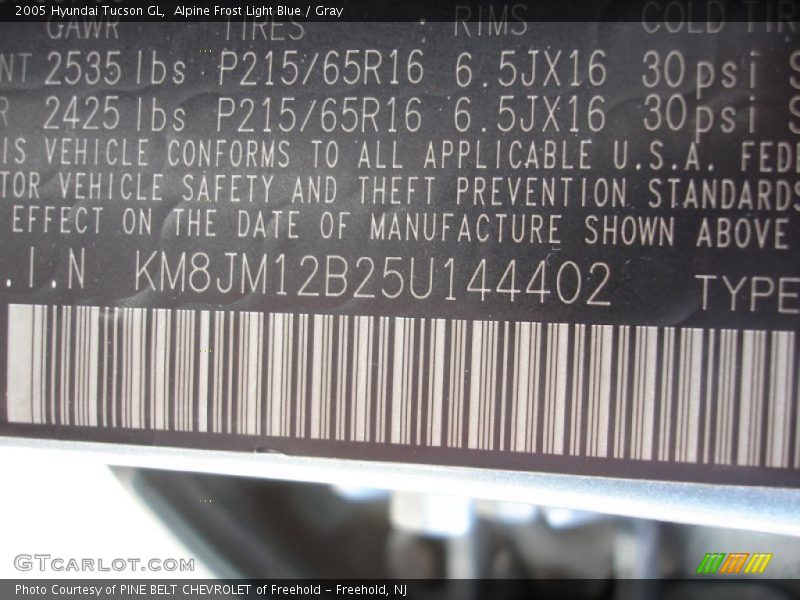 2005 Hyundai Tucson GL,  Alpine Frost Light Blue / Gray
GAWR TIRES RIMS COLD TIR
NT 2535 lbs P215/65R16 6.5JX16 30psi S
R 2425 lbs P215/65R16 6.5JX16 30psi S
IS VEHICLE CONFORMS TO ALL APPLICABLE U.S.A. FEDE
TOR VEHICLE SAFETY AND THEFT PREVENTION STANDARDS
EFFECT ON THE DATE OF MANUFACTURE SHOWN ABOVE
.I.N KM8JM12B25U144402 TYPE
GTcarlot.com
Photo Courtesy of PINE BELT CHEVROLET of Freehold - Freehold, NJ